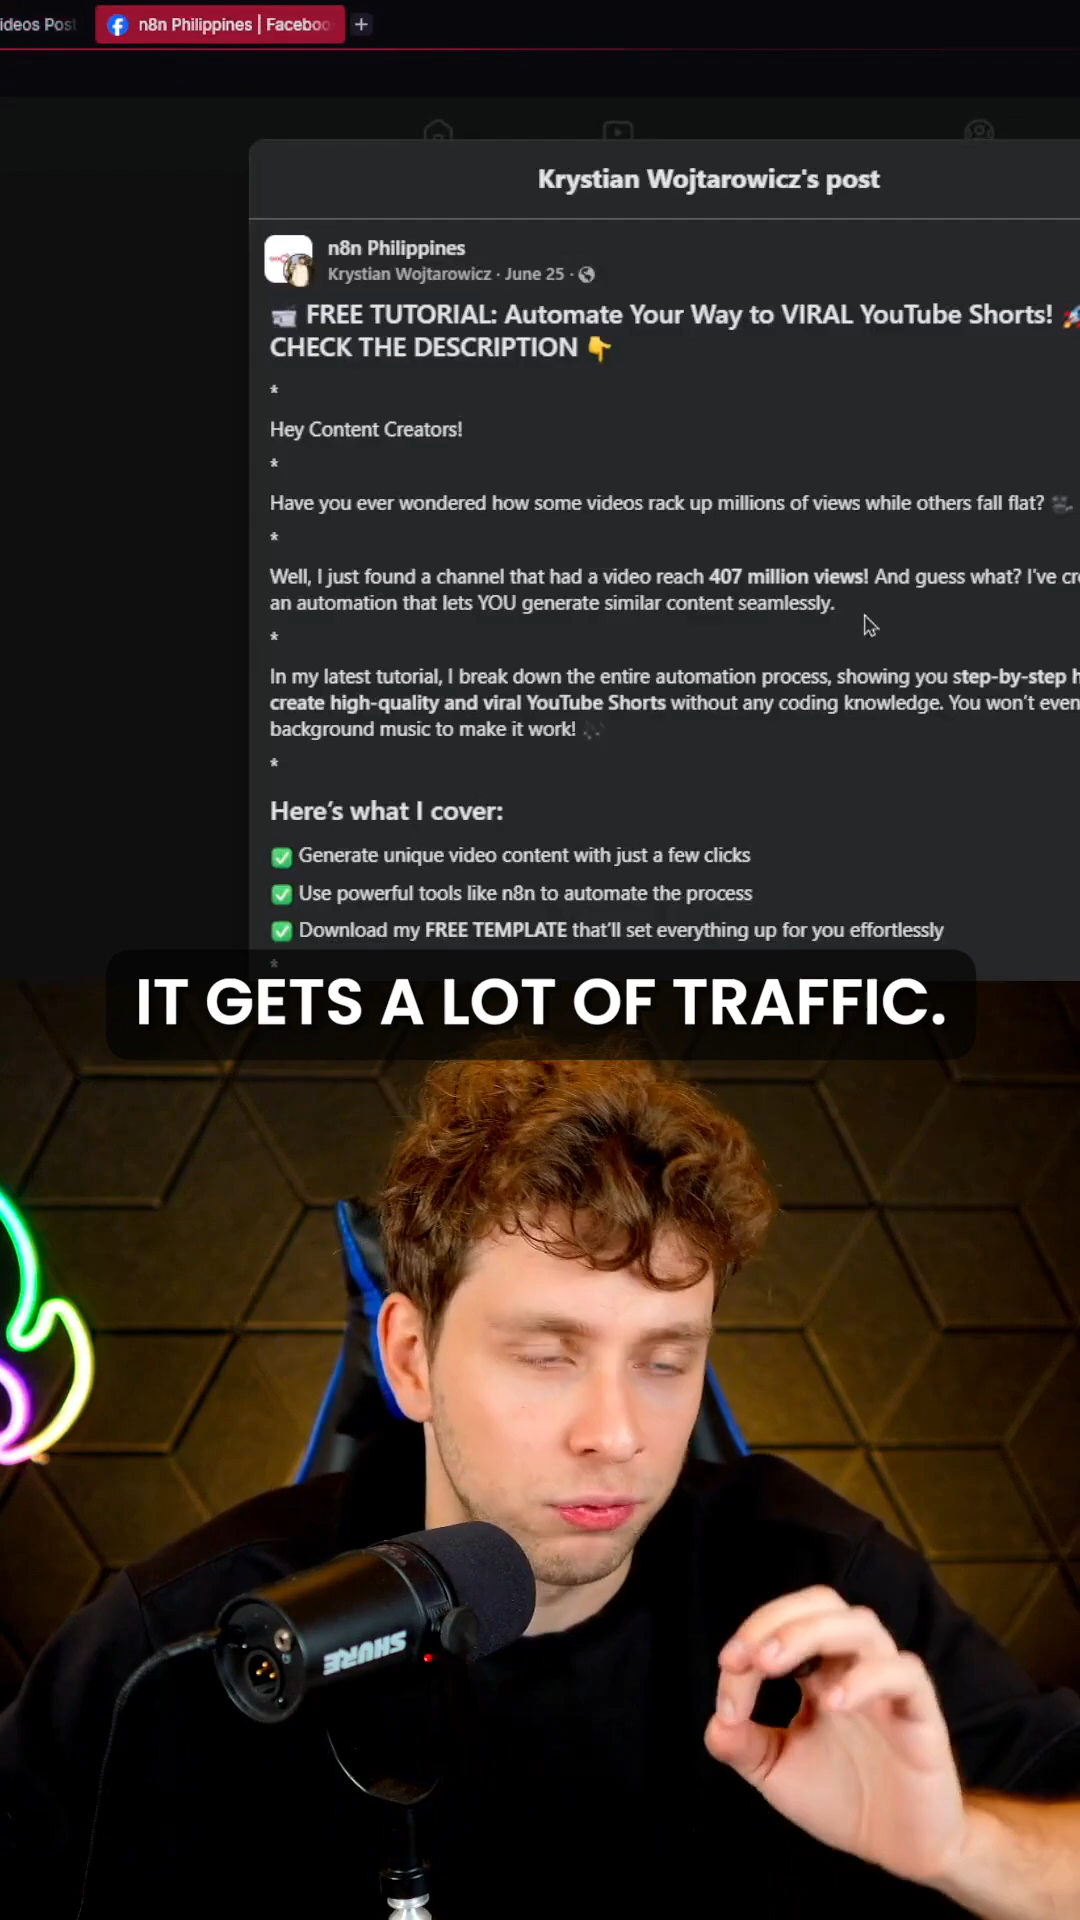 ideos Post
n8n Philippines | Faceboo
Krystian Wojtarowicz's post
n8n Philippines
Krystian Wojtarowicz · June 25 ·
FREE TUTORIAL: Automate Your Way to VIRAL YouTube Shorts! 🚀
CHECK THE DESCRIPTION 👇
*
Hey Content Creators!
*
Have you ever wondered how some videos rack up millions of views while others fall flat?
*
Well, I just found a channel that had a video reach 407 million views! And guess what? I've cre
an automation that lets YOU generate similar content seamlessly.
*
In my latest tutorial, I break down the entire automation process, showing you step-by-step h
create high-quality and viral YouTube Shorts without any coding knowledge. You won't even
background music to make it work!
*
Here's what I cover:
✅ Generate unique video content with just a few clicks
✅ Use powerful tools like n8n to automate the process
✅ Download my FREE TEMPLATE that'll set everything up for you effortlessly
*
IT GETS A LOT OF TRAFFIC.
SHURE